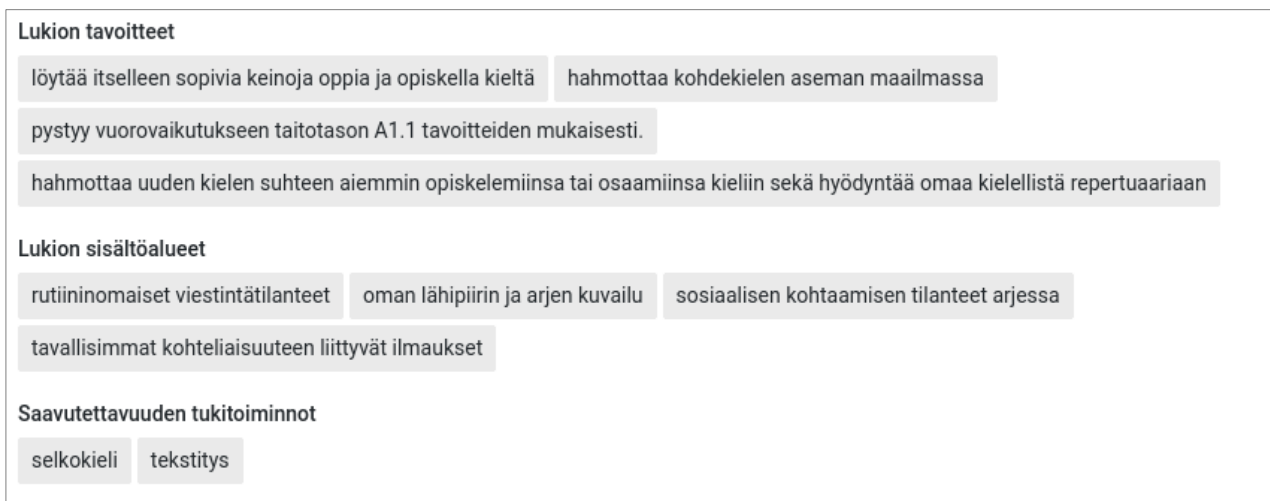 Lukion tavoitteet
löytää itselleen sopivia keinoja oppia ja opiskella kieltä hahmottaa kohdekielen aseman maailmassa
pystyy vuorovaikutukseen taitotason A1.1 tavoitteiden mukaisesti.
hahmottaa uuden kielen suhteen aiemmin opiskelemiinsa tai osaamiinsa kieliin sekä hyödyntää omaa kielellistä repertuaariaan
Lukion sisältöalueet
rutiininomaiset viestintätilanteet oman lähipiirin ja arjen kuvailu sosiaalisen kohtaamisen tilanteet arjessa
tavallisimmat kohteliaisuuteen liittyvät ilmaukset
Saavutettavuuden tukitoiminnot
selkokieli tekstitys